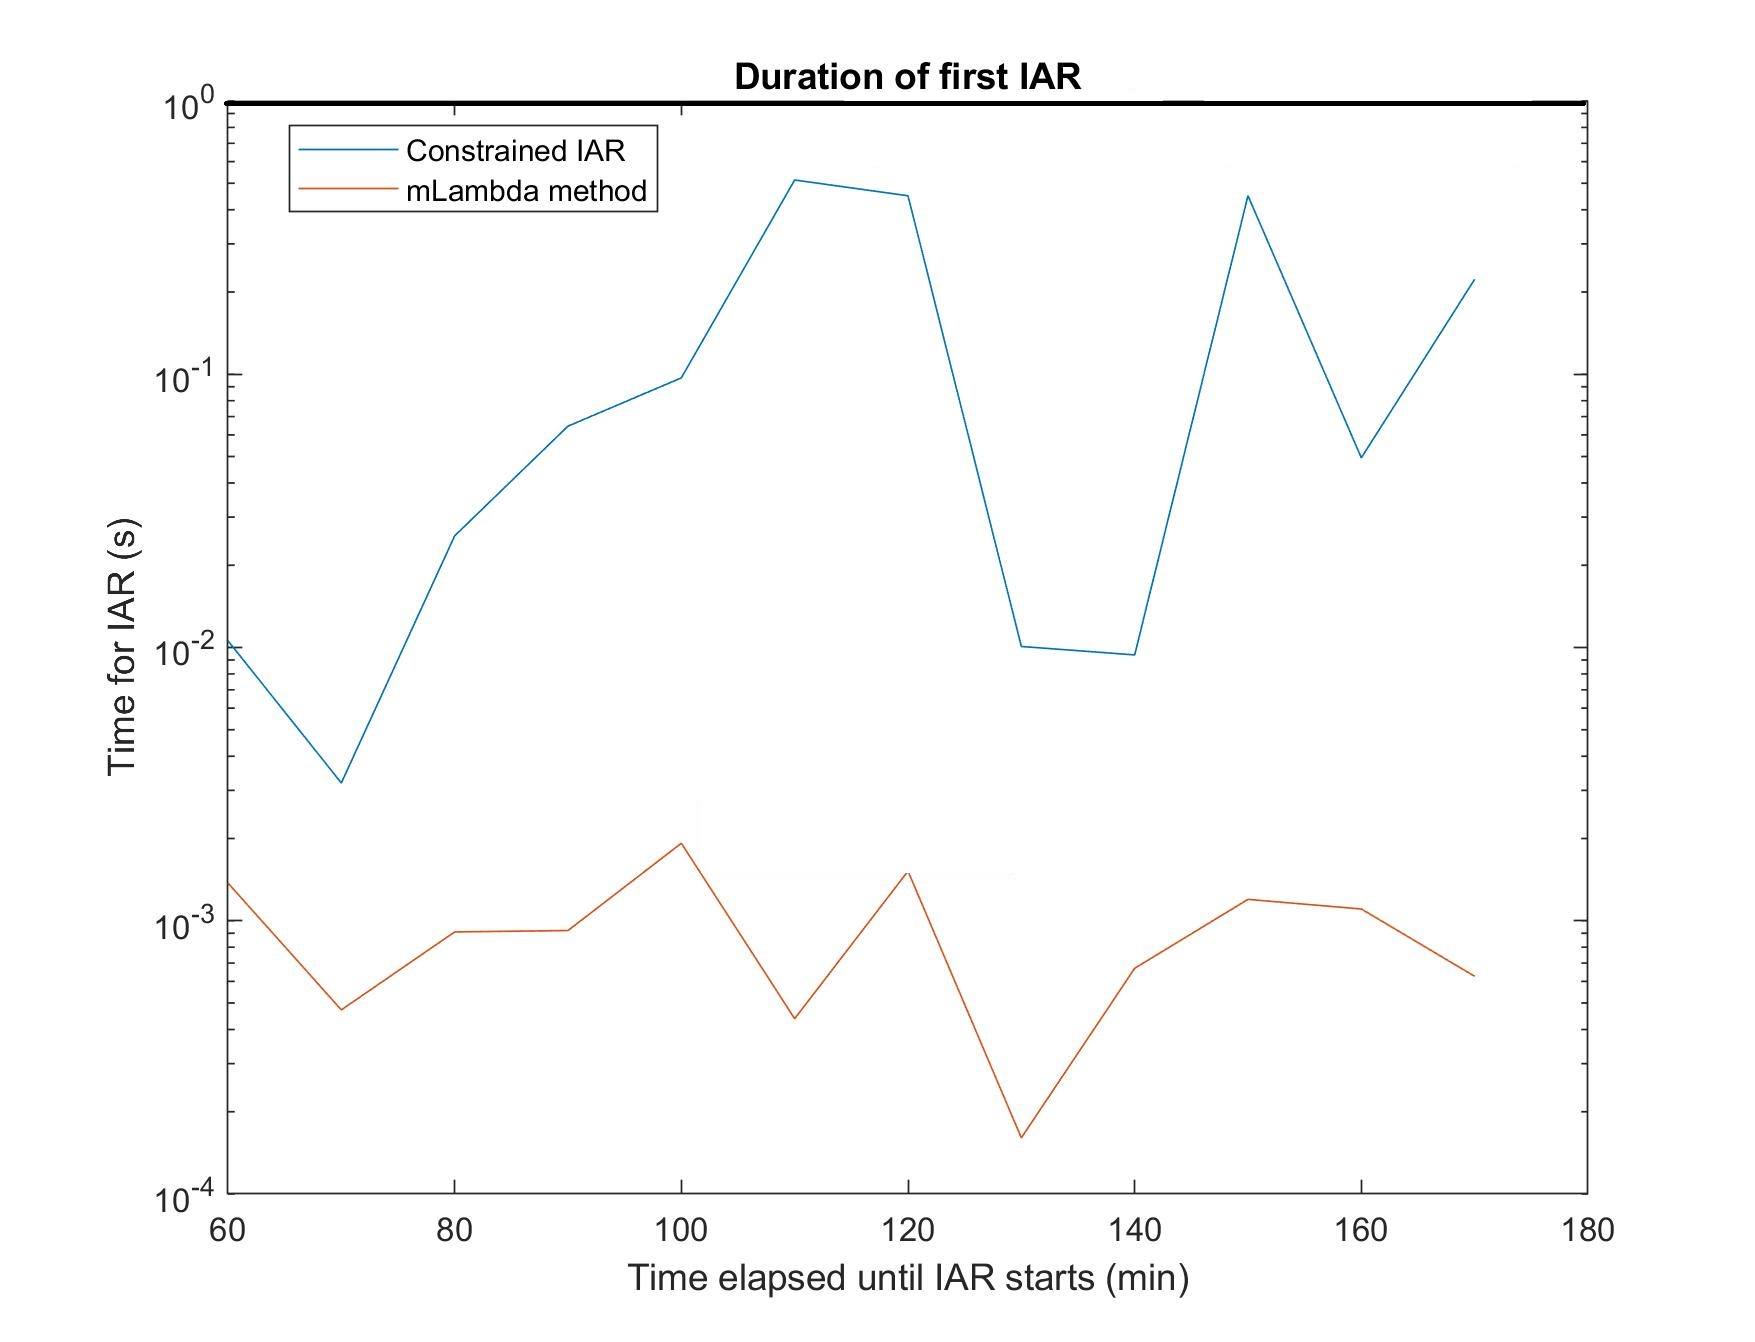 Duration of first IAR
10^0
Constrained IAR
mLambda method
10^-1
10^-2
10^-3
10^-4
Time for IAR (s)
60 80 100 120 140 160 180
Time elapsed until IAR starts (min)